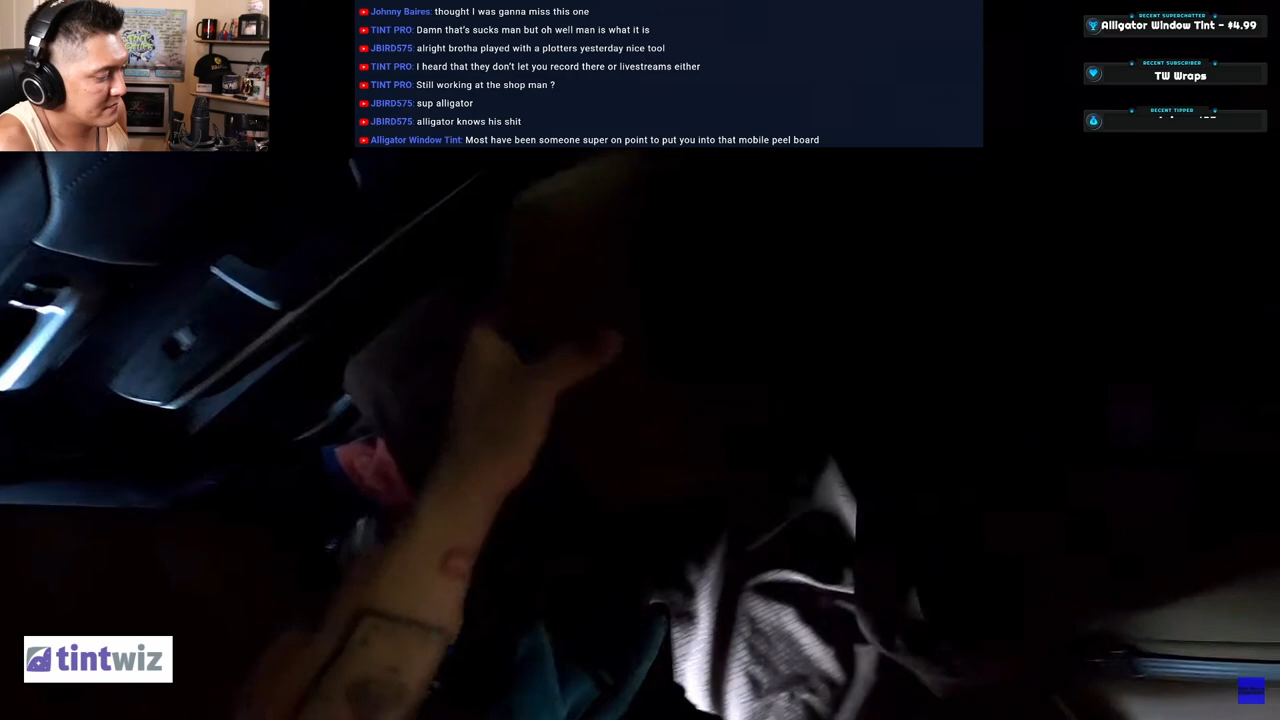 Johnny Baires: thought I was ganna miss this one
TINT PRO: Damn that's sucks man but oh well man is what it is
JBIRD575: alright brotha played with a plotters yesterday nice tool
TINT PRO: I heard that they don't let you record there or livestreams either
TINT PRO: Still working at the shop man ?
JBIRD575: sup alligator
JBIRD575: alligator knows his shit
Alligator Window Tint: Most have been someone super on point to put you into that mobile peel board
RECENT SUPERCHATTER
Alligator Window Tint - $4.99
RECENT SUBSCRIBER
TW Wraps
RECENT TIPPER
tintwiz